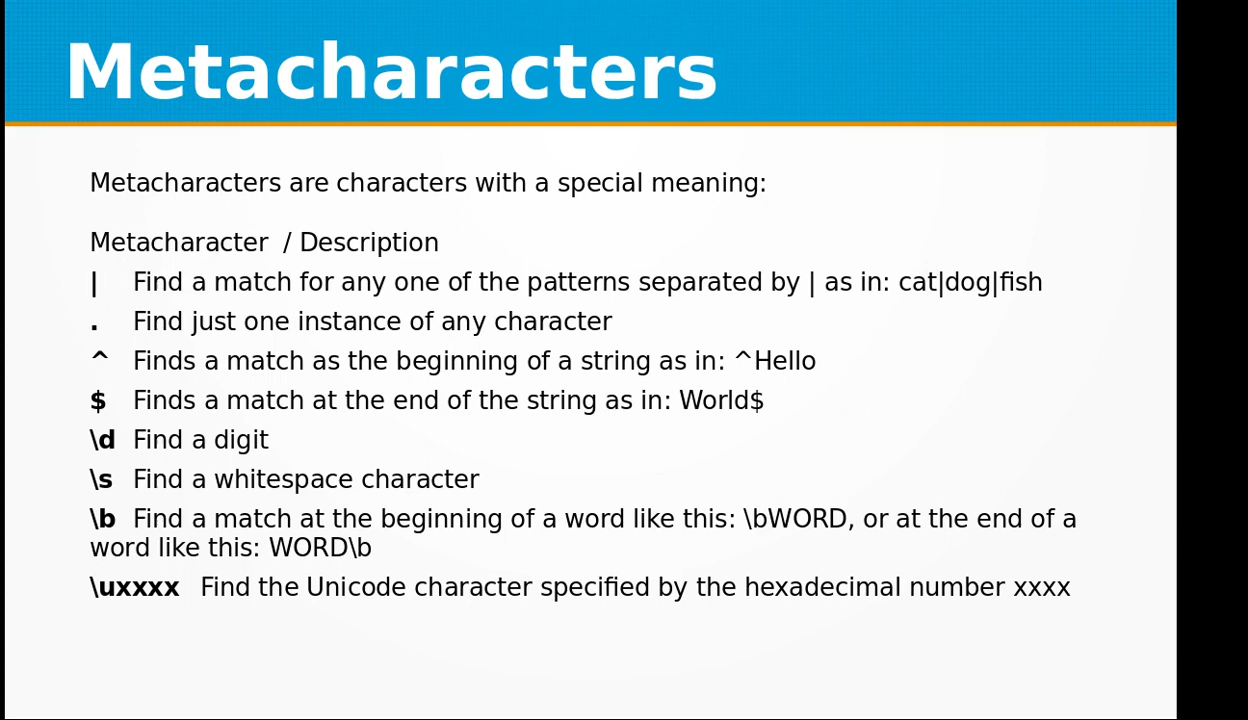 Metacharacters
Metacharacters are characters with a special meaning:
Metacharacter  / Description
|	Find a match for any one of the patterns separated by | as in: cat|dog|fish
.	Find just one instance of any character
^	Finds a match as the beginning of a string as in: ^Hello
$	Finds a match at the end of the string as in: World$
\d	Find a digit
\s	Find a whitespace character
\b	Find a match at the beginning of a word like this: \bWORD, or at the end of a
word like this: WORD\b
\uxxxx	Find the Unicode character specified by the hexadecimal number xxxx